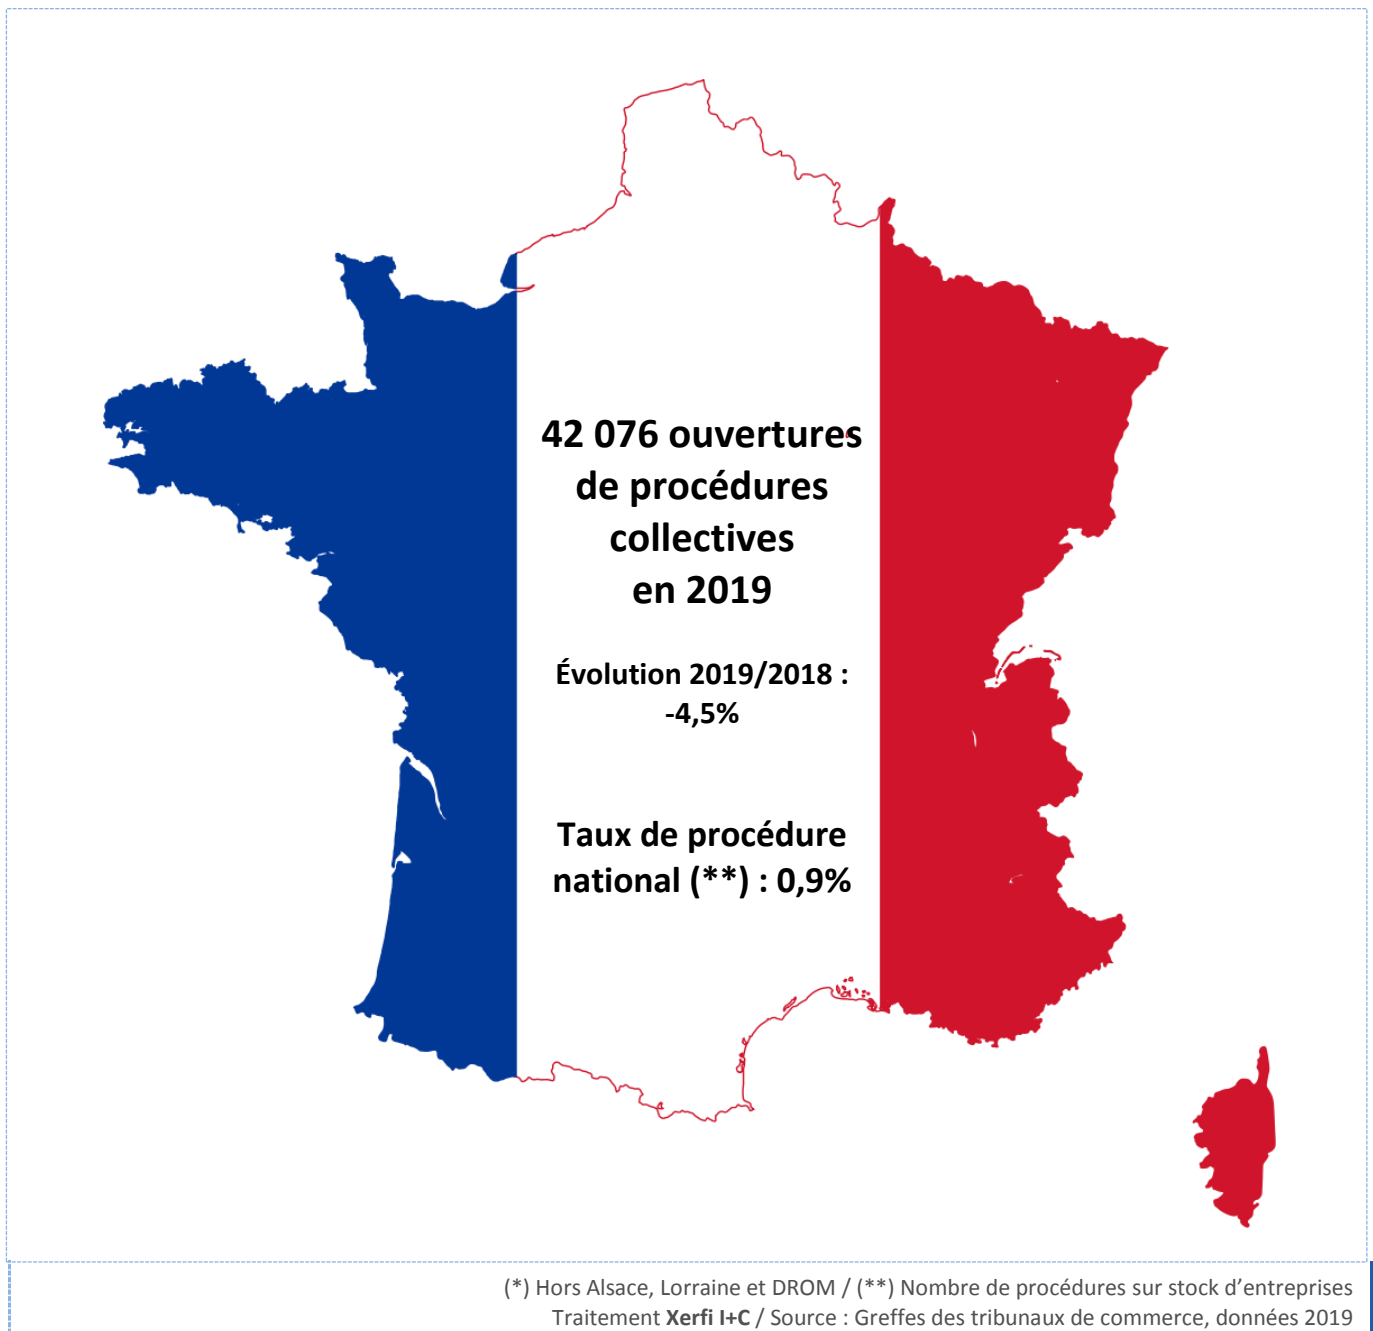 42 076 ouvertures
de procédures
collectives
en 2019
Évolution 2019/2018 :
-4,5%
Taux de procédure
national (**) : 0,9%
(*) Hors Alsace, Lorraine et DROM / (**) Nombre de procédures sur stock d’entreprises
Traitement Xerfi I+C / Source : Greffes des tribunaux de commerce, données 2019